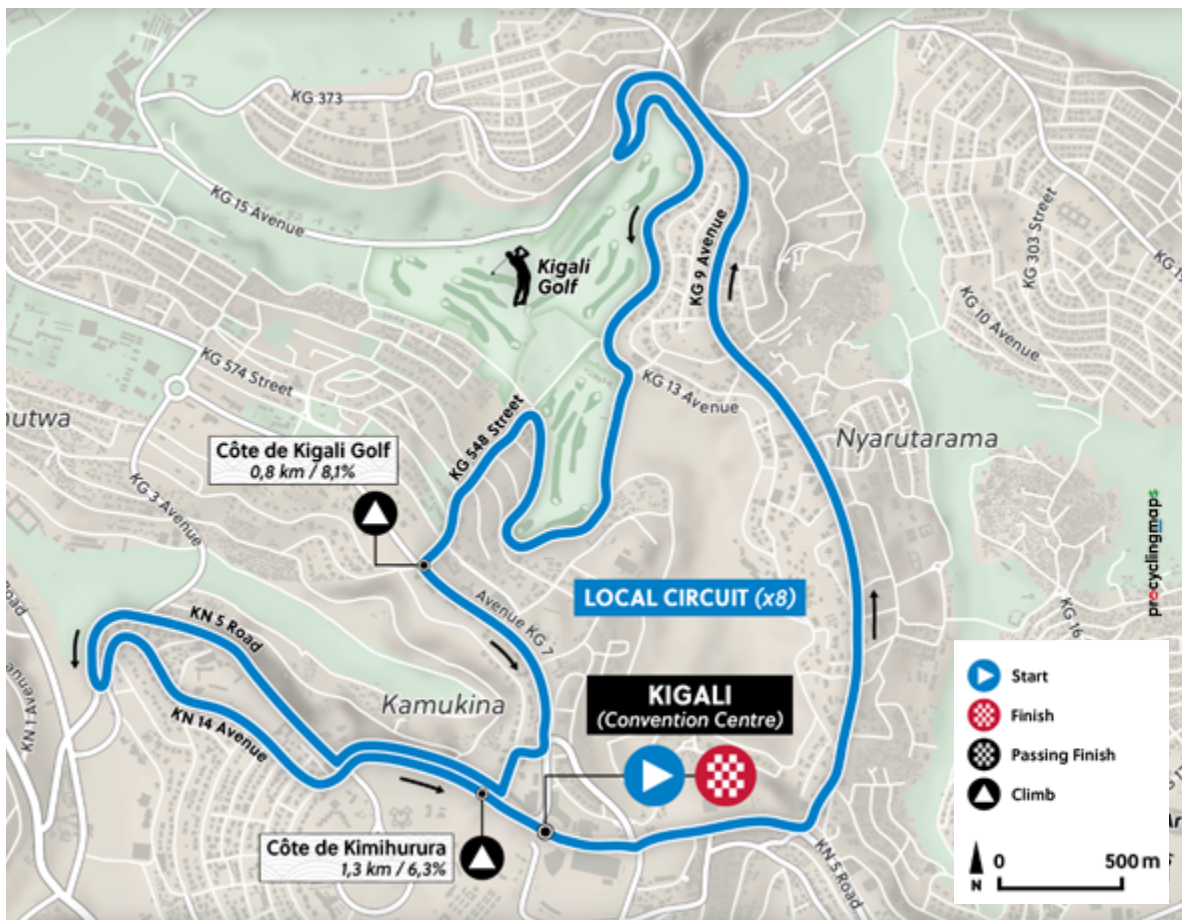 KG 373
KG 15 Avenue
KG 303 Street
KG 9 Avenue
Kigali
Golf
KG 10 Avenue
KG 574 Street
KG 13 Avenue
nutwa
Côte de Kigali Golf
0,8 km / 8,1%
KG 548 Street
Nyarutarama
KG 3 Avenue
procyclingmaps
LOCAL CIRCUIT (x8)
Avenue KG 7
KG 16
KN 5 Road
Road
KN 1 Avenue
Kamukina
KIGALI
(Convention Centre)
KN 14 Avenue
Start
Finish
Passing Finish
Climb
Côte de Kimihurura
1,3 km / 6,3%
KN 5 Road
N
0 500 m